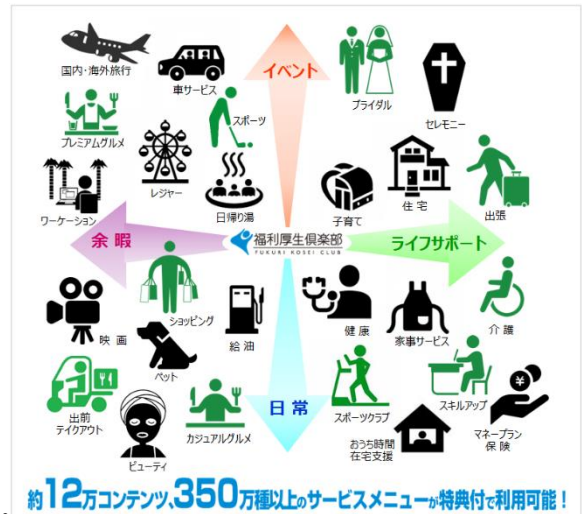 イベント
国内・海外旅行
車サービス
ブライダル
セレモニー
プレミアムグルメ
スポーツ
レジャー
ワーケーション
日帰り湯
子育て
住宅
出張
余暇
福利厚生倶楽部
FUKURI KOSEI CLUB
ライフサポート
ショッピング
映画
ペット
給油
健康
家事サービス
介護
出前
テイクアウト
ビューティ
カジュアルグルメ
日常
スポーツクラブ
スキルアップ
おうち時間
在宅支援
マネープラン
保険
約12万コンテンツ、350万種以上のサービスメニューが特典付で利用可能！